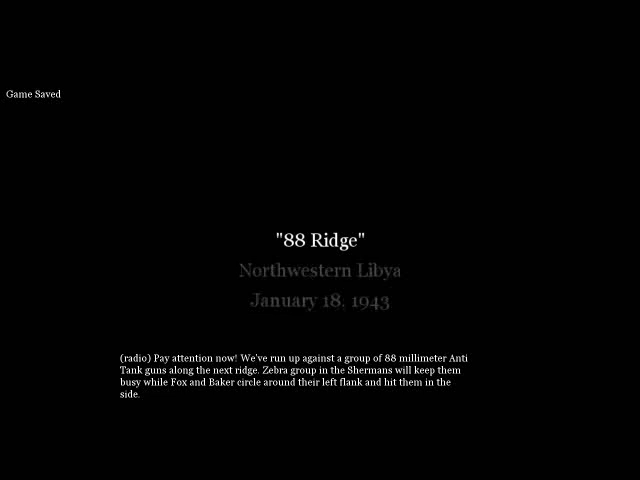 Game Saved
"88 Ridge"
Northwestern Libya
January 18, 1943
(radio) Pay attention now! We've run up against a group of 88 millimeter Anti
Tank guns along the next ridge. Zebra group in the Shermans will keep them
busy while Fox and Baker circle around their left flank and hit them in the
side.